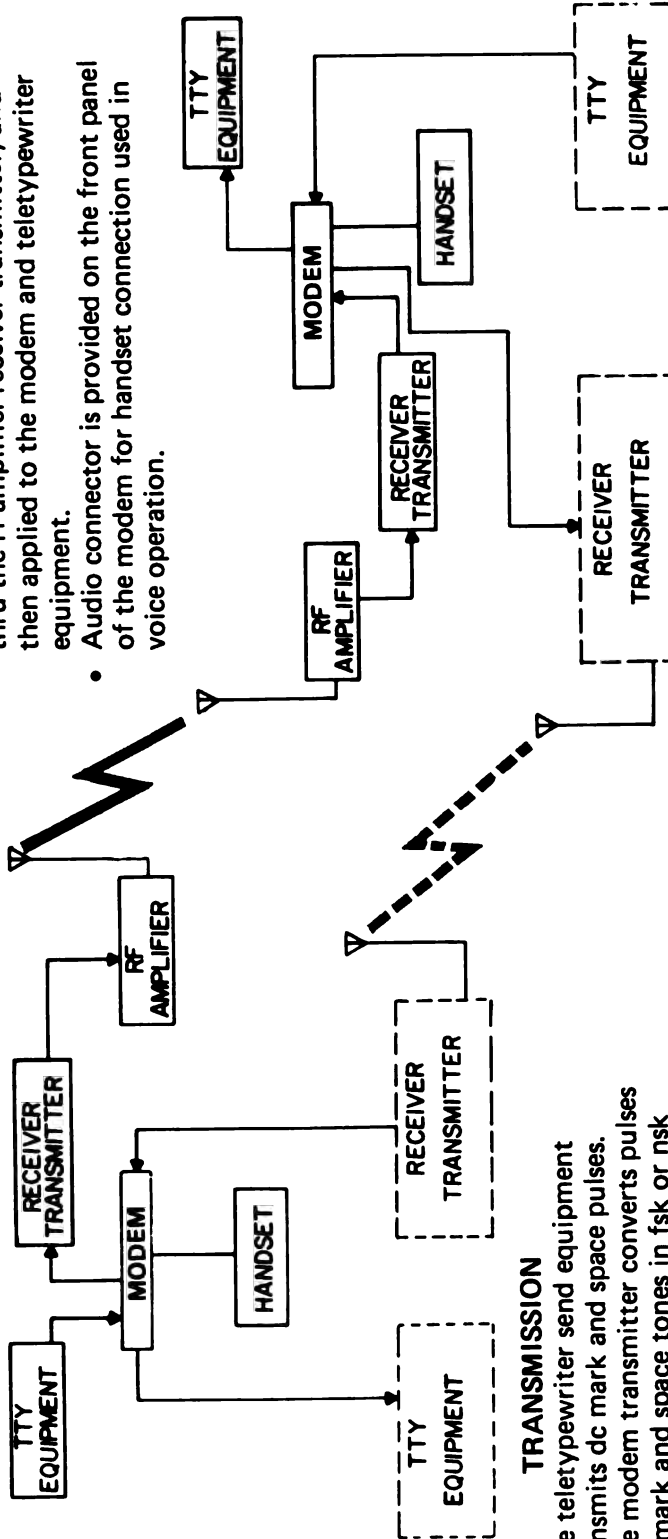 thru the rf amplifier receiver
then applied to the modem and teletypewriter
equipment.
• Audio connector is provided on the front panel
of the modem for handset connection used in
voice operation.
TTY
EQUIPMENT
RECEIVER
TRANSMITTER
MODEM
HANDSET
RF
AMPLIFIER
RF
AMPLIFIER
RECEIVER
TRANSMITTER
MODEM
HANDSET
TTY
EQUIPMENT
TTY
EQUIPMENT
RECEIVER
TRANSMITTER
RECEIVER
TRANSMITTER
TTY
EQUIPMENT
TRANSMISSION
teletypewriter send equipment
dc mark and space pulses.
modem transmitter converts pulses
mark and space tones in fsk or nsk